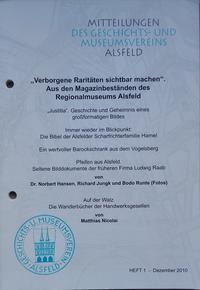 MITTEILUNGEN
DES GESCHICHTS- UND
MUSEUMSVEREINS
ALSFELD
„Verborgene Raritäten sichtbar machen“.
Aus den Magazinbeständen des
Regionalmuseums Alsfeld
„Justitia“. Geschichte und Geheimnis eines
großformatigen Bildes
Immer wieder im Blickpunkt:
Die Bibel der Alsfelder Scharfrichterfamilie Hamel
Ein wertvoller Barockschrank aus dem Vogelsberg
Pfeifen aus Alsfeld.
Seltene Bilddokumente der früheren Firma Ludwig Raab
von
Dr. Norbert Hansen, Richard Jungk und Bodo Runte (Fotos)
Auf der Walz.
Die Wanderbücher der Handwerksgesellen
von
Matthias Nicolai
GESCHICHTS- U. MUSEUMSVEREIN
ALSFELD
HEFT 1 - Dezember 2010